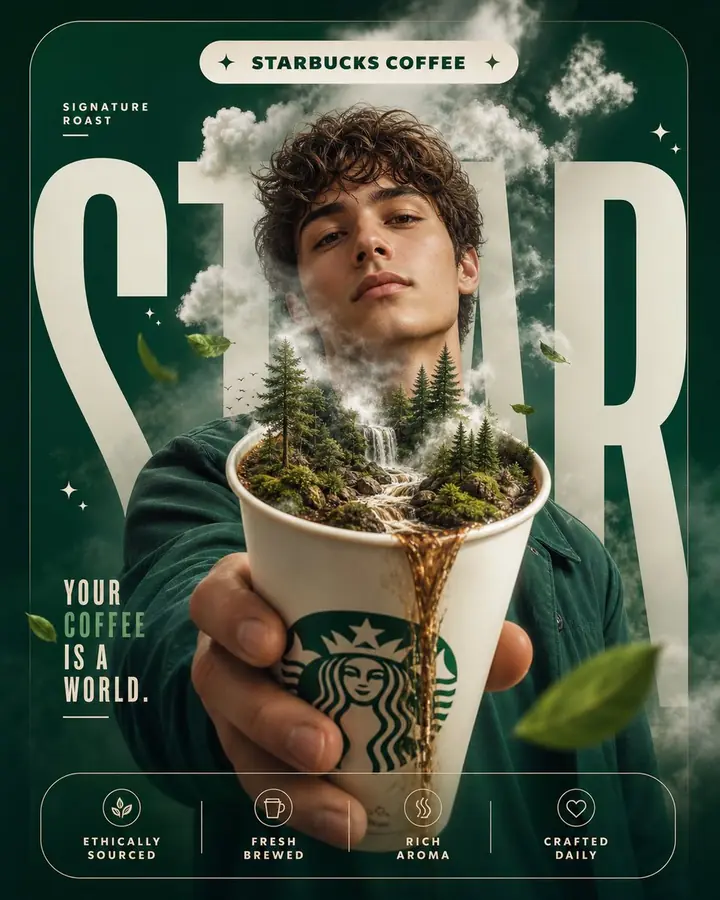 STARBUCKS COFFEE
SIGNATURE
ROAST
STAR
YOUR
COFFEE
IS A
WORLD.
ETHICALLY
SOURCED
FRESH
BREWED
RICH
AROMA
CRAFTED
DAILY